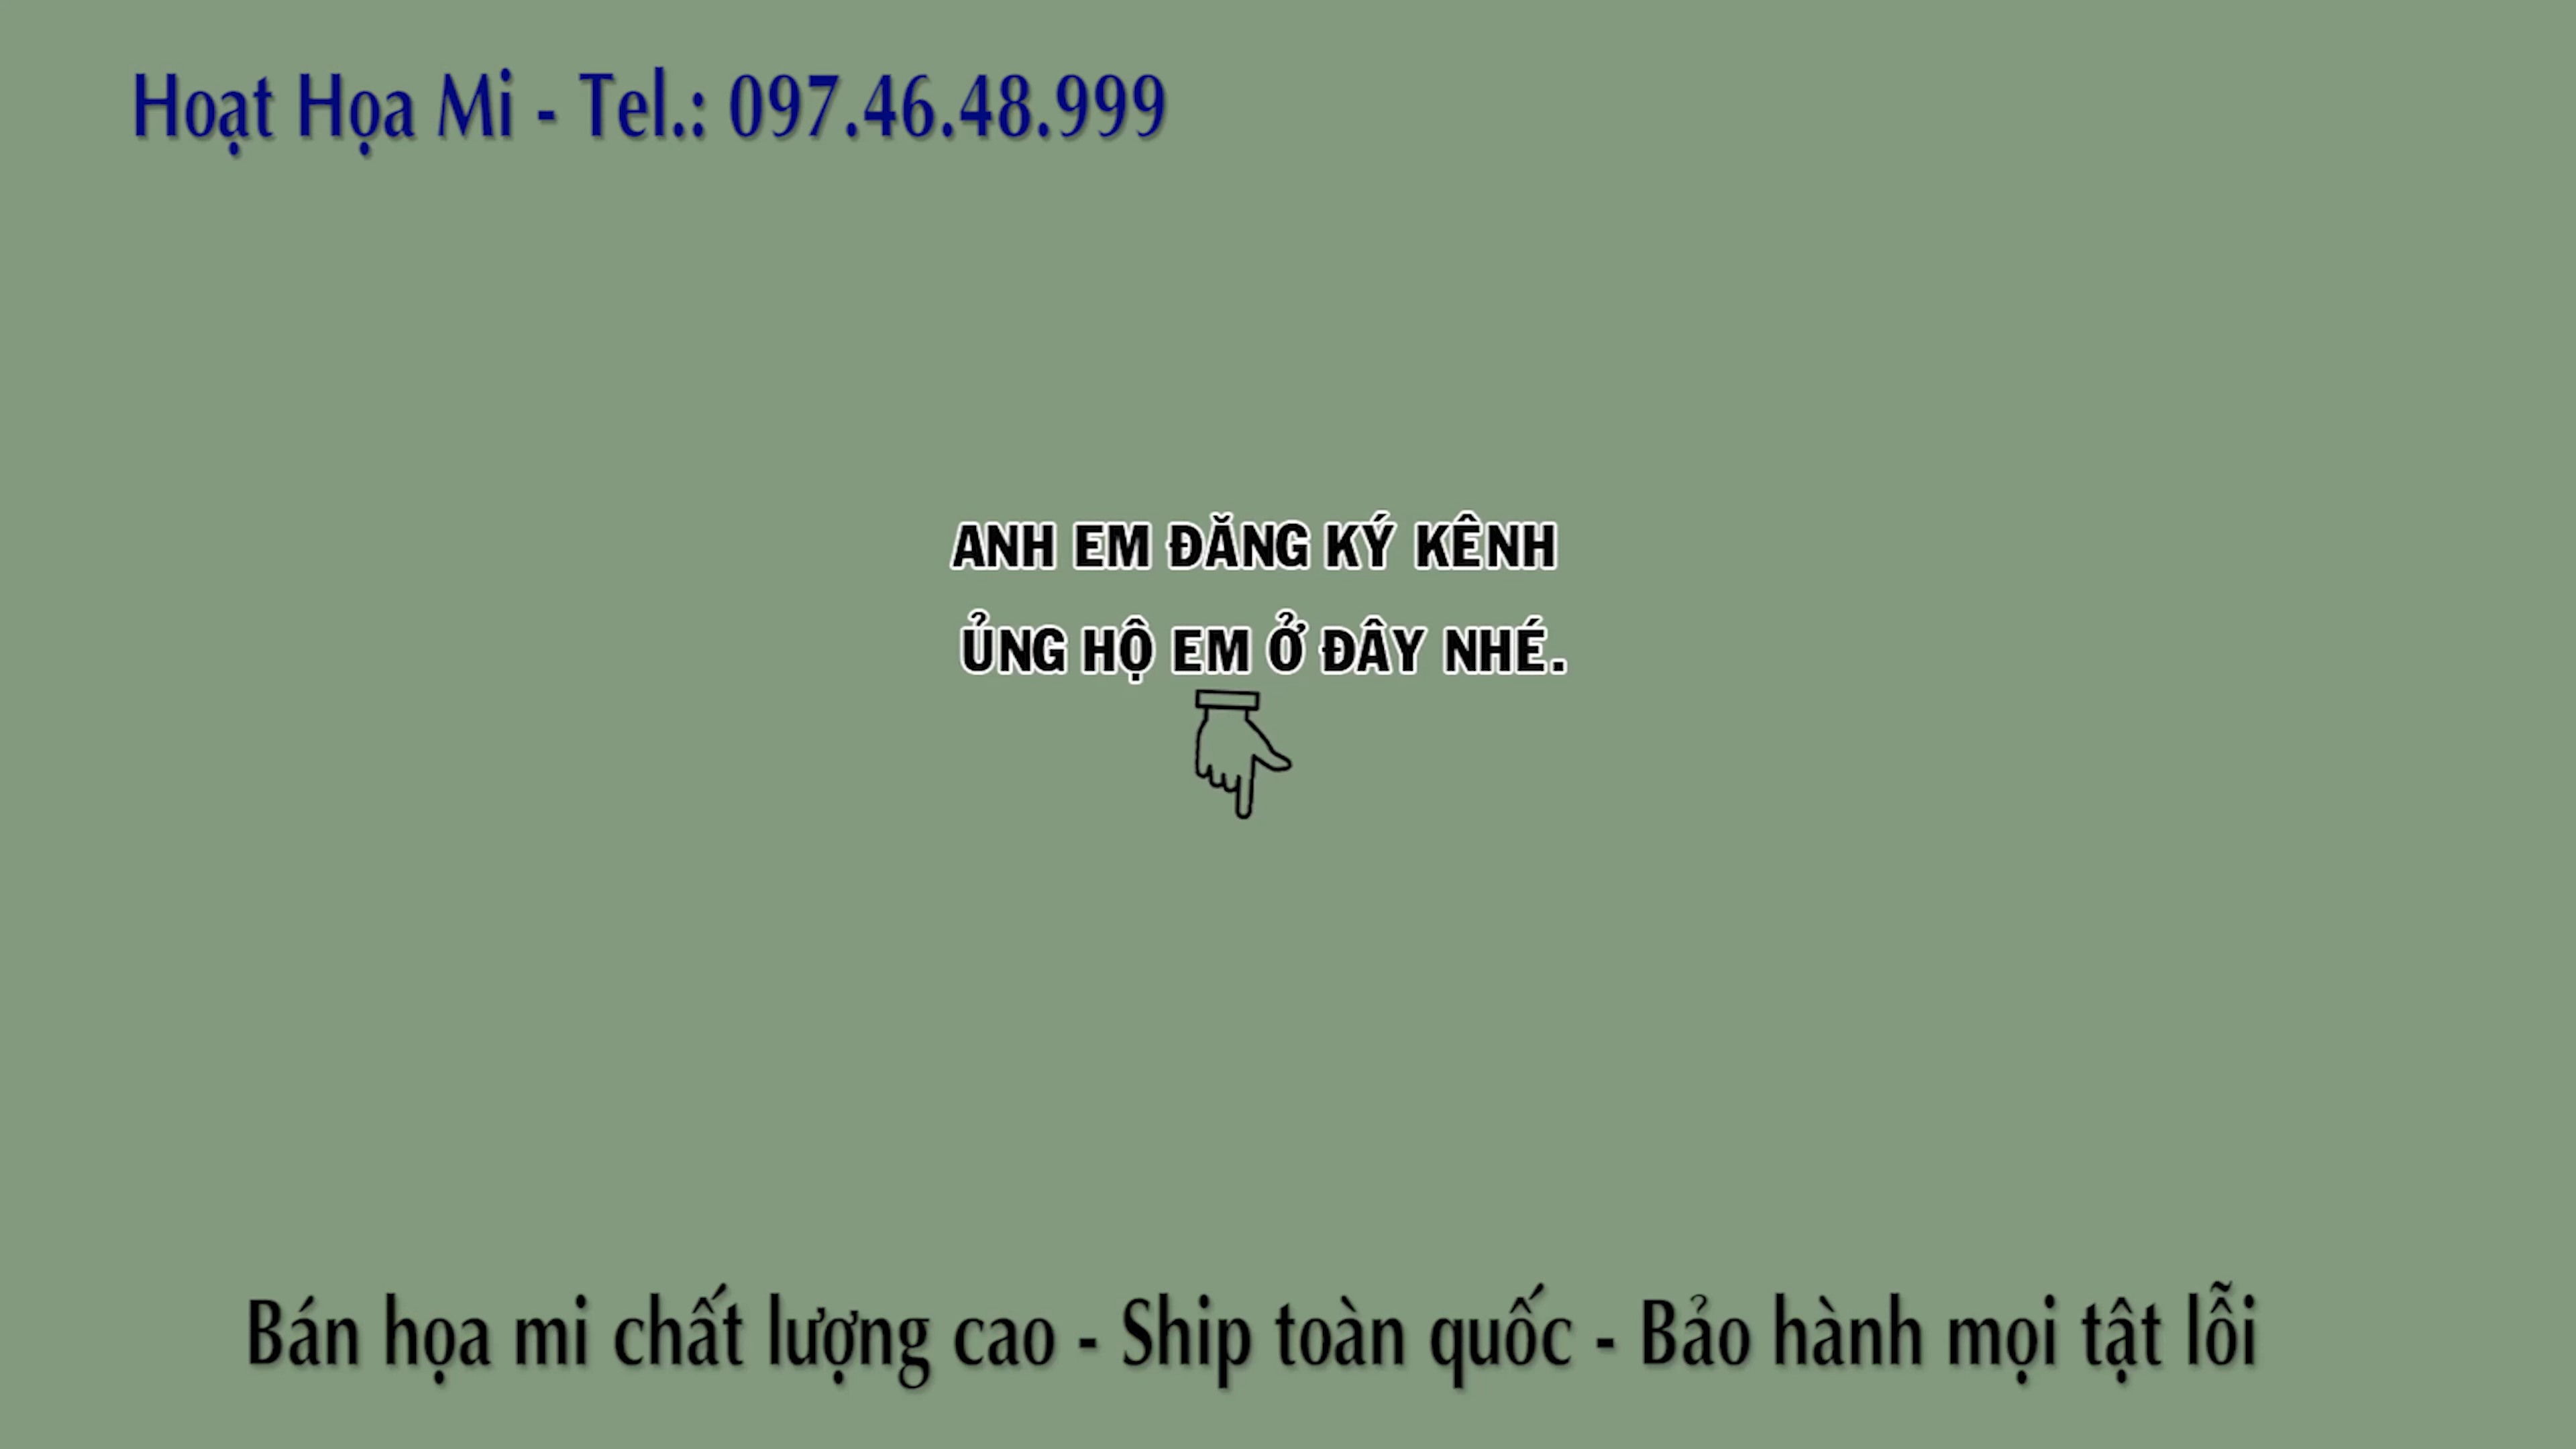 Hoạt Họa Mi - Tel.: 097.46.48.999
ANH EM ĐĂNG KÝ KÊNH
ỦNG HỘ EM Ở ĐÂY NHÉ.
Bán họa mi chất lượng cao - Ship toàn quốc - Bảo hành mọi tật lỗi